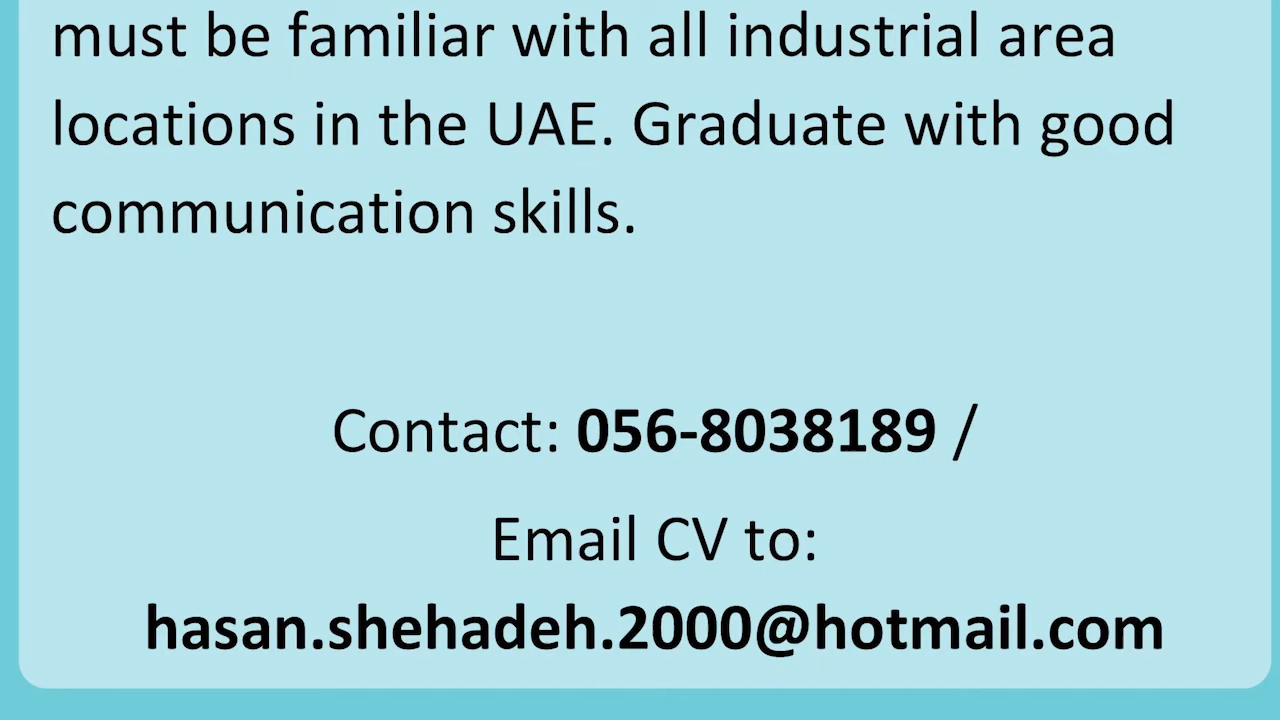 must be familiar with all industrial area
locations in the UAE. Graduate with good
communication skills.
Contact: 056-8038189 /
Email CV to:
hasan.shehadeh.2000@hotmail.com